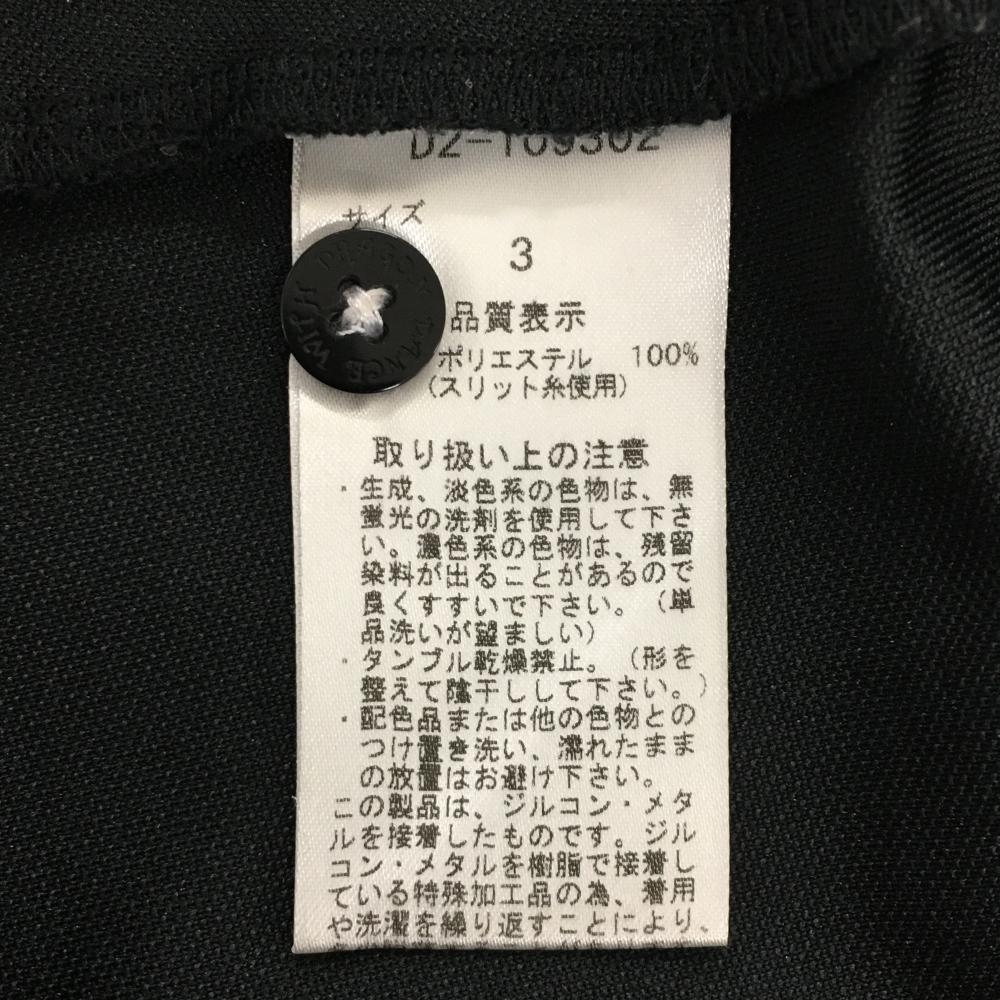 D2-109302
サイズ
3
DRAGON
WITH
品質表示
ポリエステル 100%
(スリット糸使用)
取り扱い上の注意
・生成、淡色系の色物は、無
蛍光の洗剤を使用して下さ
い。濃色系の色物は、残留
染料が出ることがあるので
良くすすいで下さい。(単
品洗いが望ましい)
・タンブル乾燥禁止。(形を
整えて陰干しして下さい。)
・配色品または他の色物との
つけ置き洗い、濡れたまま
の放置はお避け下さい。
この製品は、ジルコン・メタ
ルを接着したものです。ジル
コン・メタルを樹脂で接着し
ている特殊加工品の為、着用
や洗濯を繰り返すことにより、